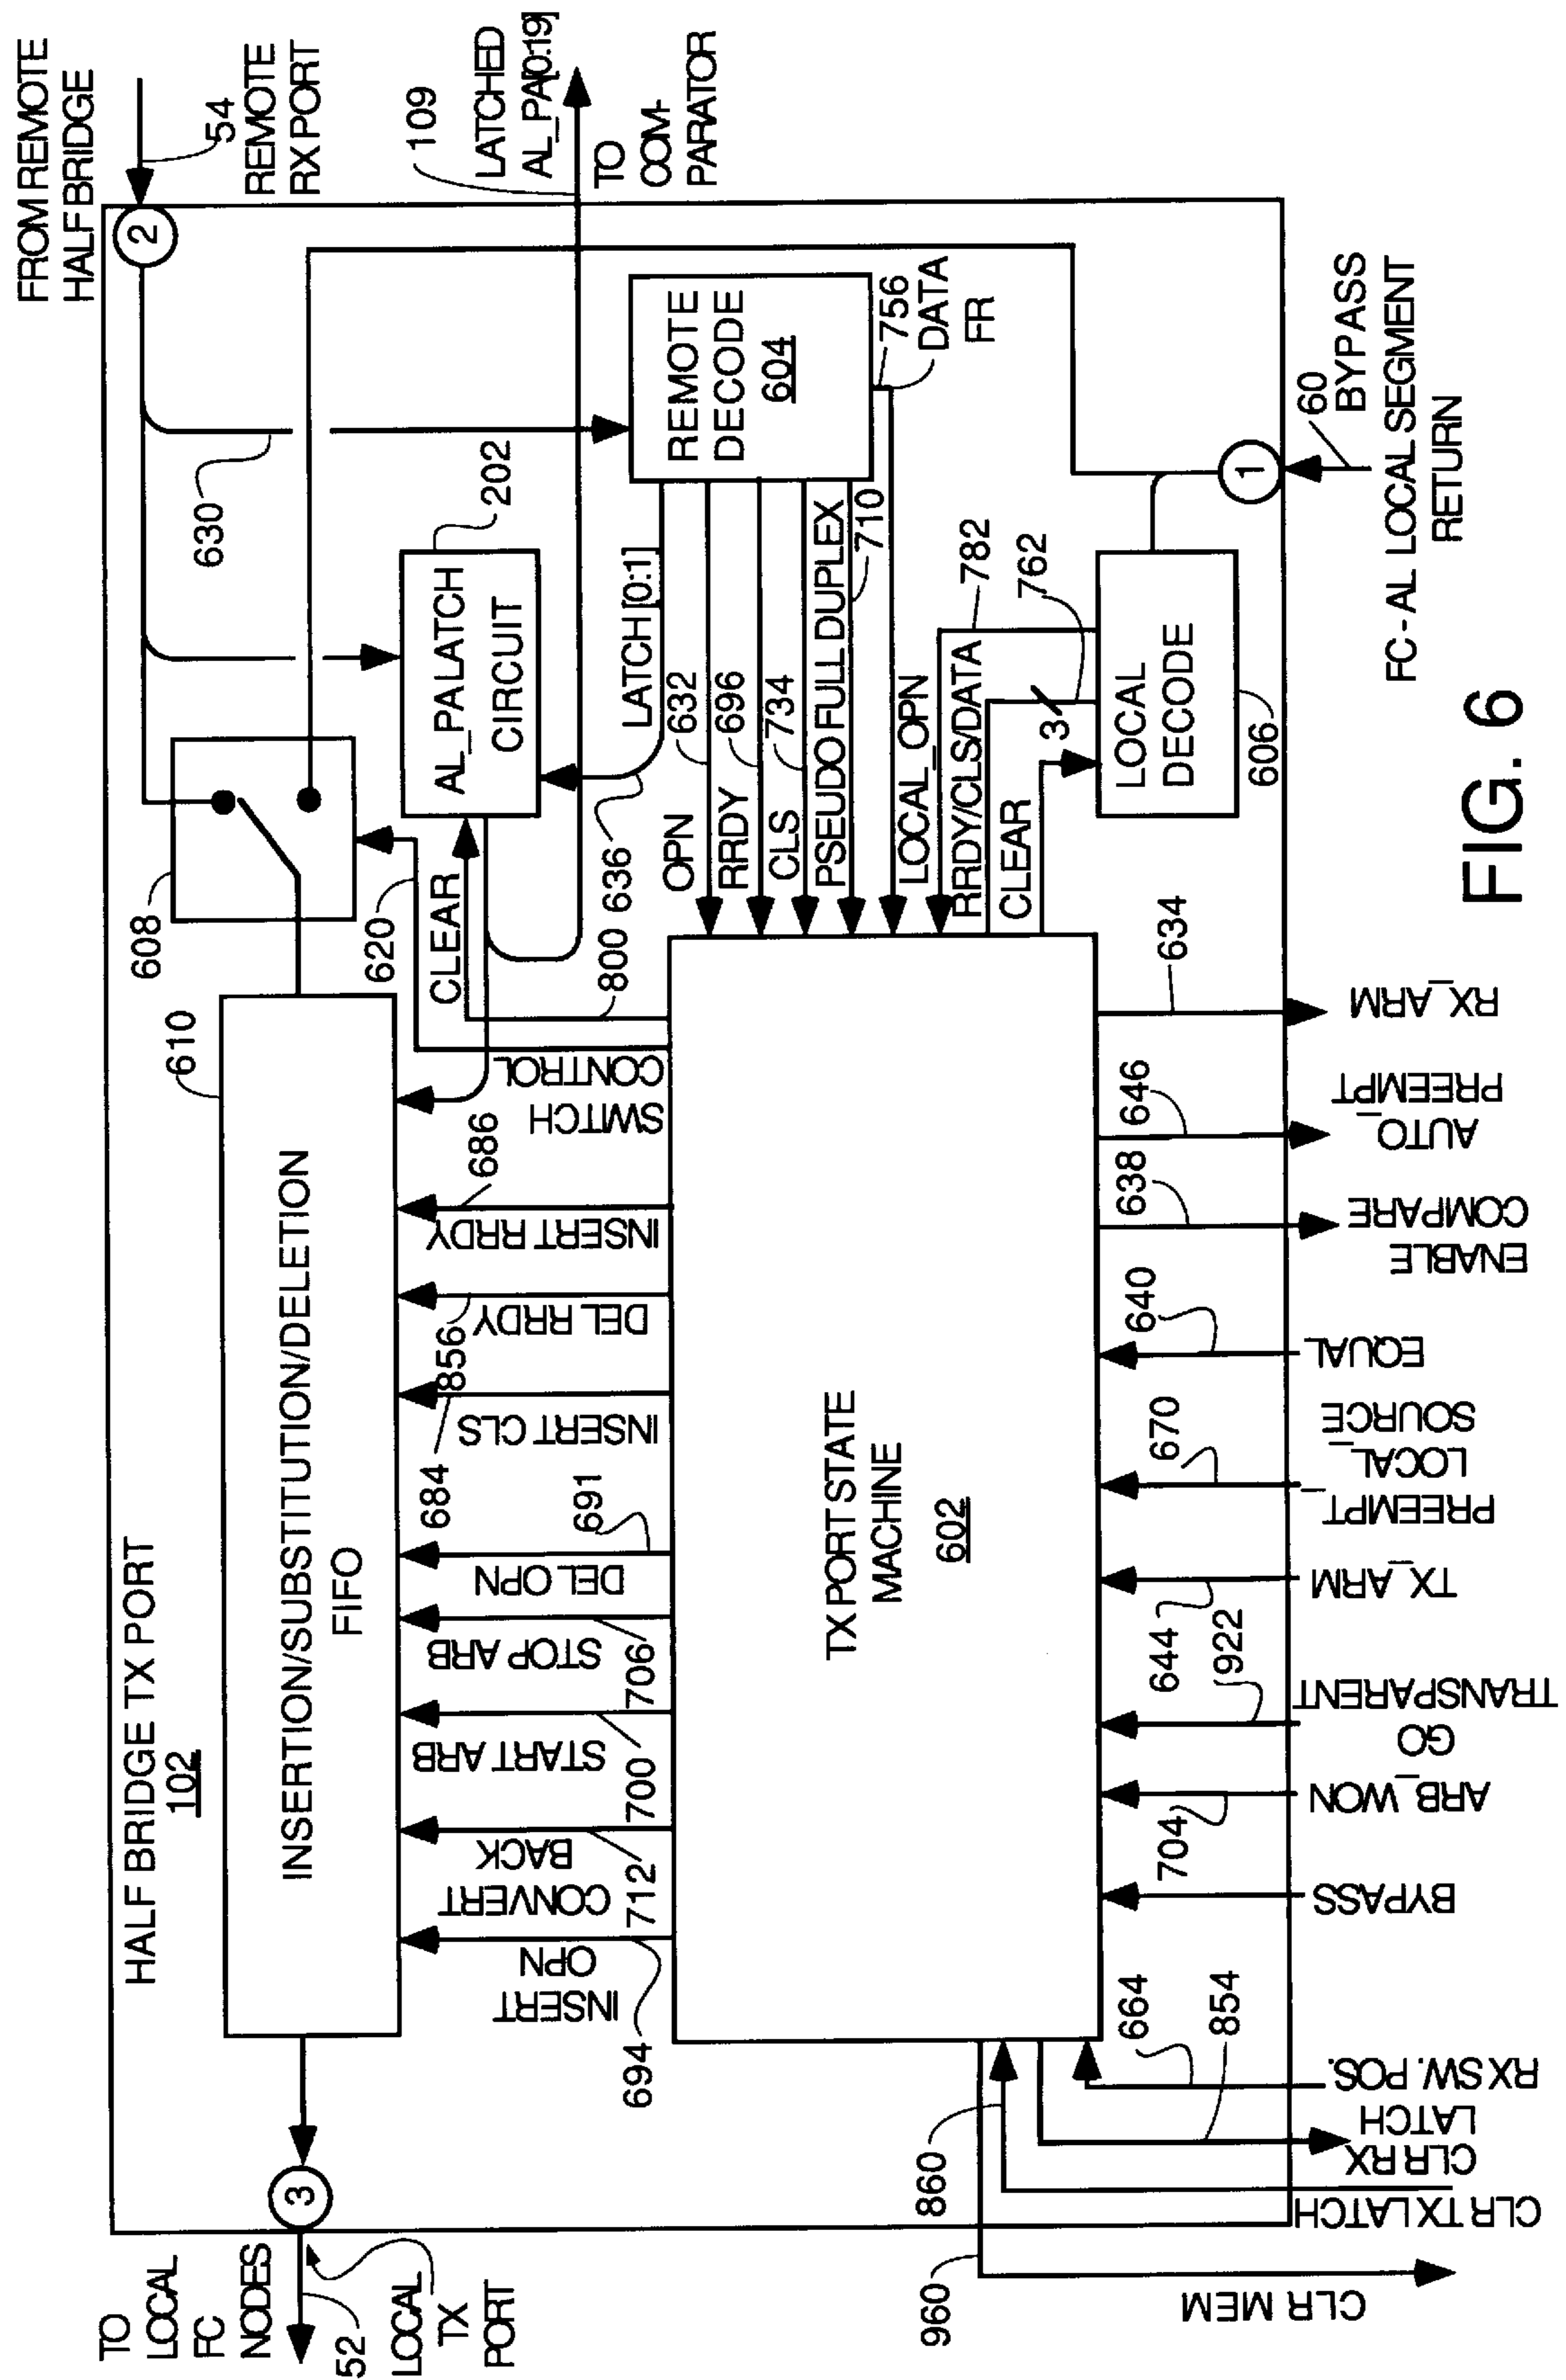 FROM REMOTE
HALF BRIDGE
2
54
REMOTE
RX PORT
LATCHED
AL_PA[0:19]
109
TO
COM-
PARATOR
630
608
202
AL_PALATCH
CIRCUIT
REMOTE
DECODE
604
756
DATA
FR
LATCH [0:1]
636
620
CLEAR
800
OPN
632
RRDY
696
CLS
734
PSEUDO FULL DUPLEX
710
LOCAL_OPN
782
RRDY/CLS/DATA
762
3
CLEAR
LOCAL
DECODE
606
1
60
BYPASS
FC-AL LOCAL SEGMENT
RETURN
HALF BRIDGE TX PORT
102
610
INSERTION/SUBSTITUTION/DELETION
FIFO
3
TO
LOCAL
FC
NODES
52
LOCAL
TX
PORT
INSERT
OPN
694
CONVERT
BACK
712
START ARB
700
STOP ARB
706
DEL OPN
691
INSERT CLS
684
DEL RRDY
856
INSERT RRDY
686
SWITCH
CONTROL
TX PORT STATE
MACHINE
602
960
CLR MEM
860
CLR TX LATCH
CLR RX
LATCH
854
RX SW. POS.
664
BYPASS
ARB_WON
704
GO
TRANSPARENT
922
TX_ARM
644
PREEMPT_
LOCAL_
SOURCE
670
EQUAL
640
ENABLE
COMPARE
638
AUTO_
PREEMPT
646
RX_ARM
634
FIG. 6